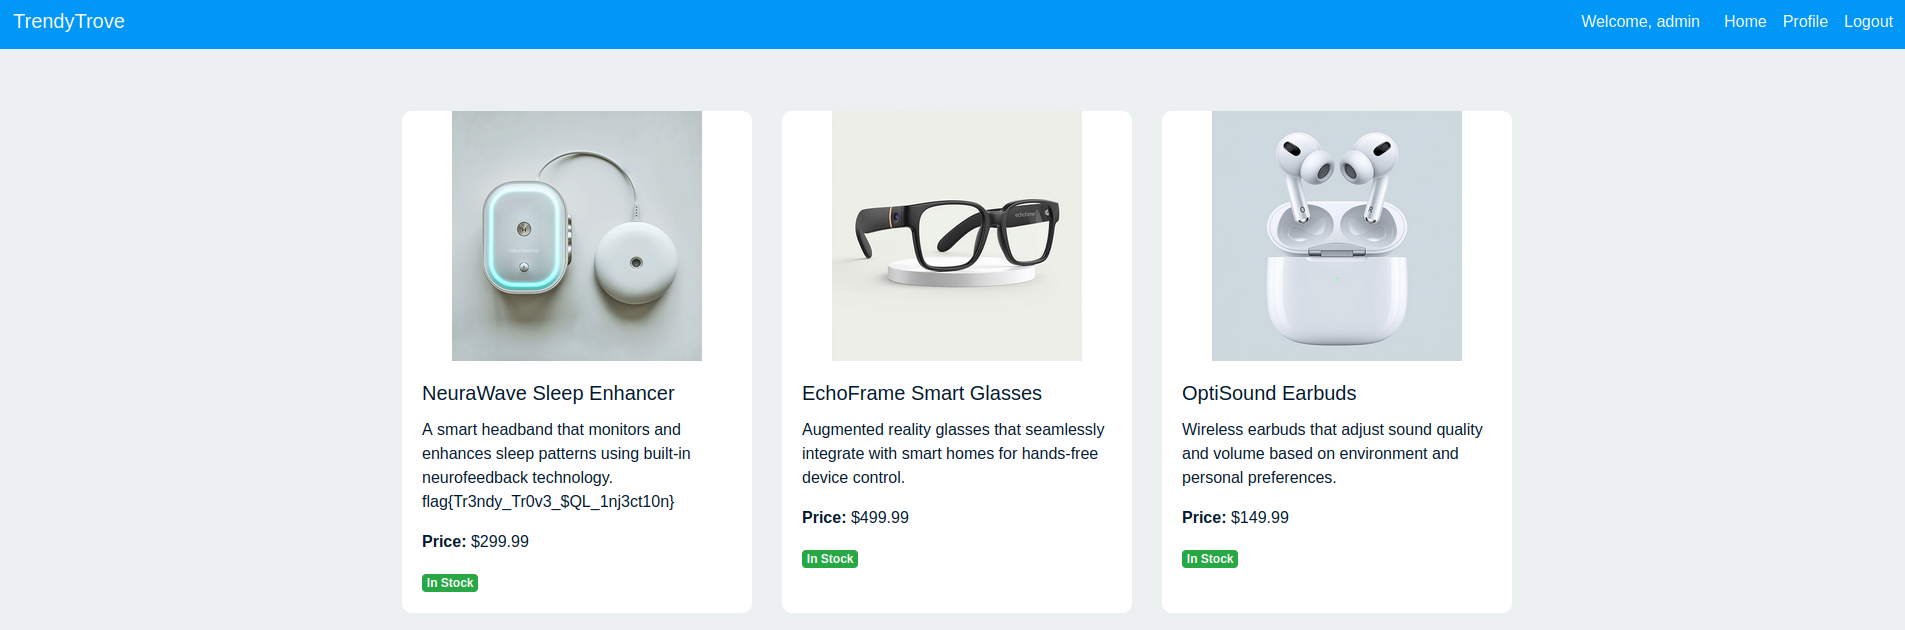 TrendyTrove
Welcome, admin Home Profile Logout
echoframe
NeuraWave Sleep Enhancer
A smart headband that monitors and
enhances sleep patterns using built-in
neurofeedback technology.
flag{Tr3ndy_Tr0v3_$QL_1nj3ct10n}
Price: $299.99
In Stock
EchoFrame Smart Glasses
Augmented reality glasses that seamlessly
integrate with smart homes for hands-free
device control.
Price: $499.99
In Stock
OptiSound Earbuds
Wireless earbuds that adjust sound quality
and volume based on environment and
personal preferences.
Price: $149.99
In Stock